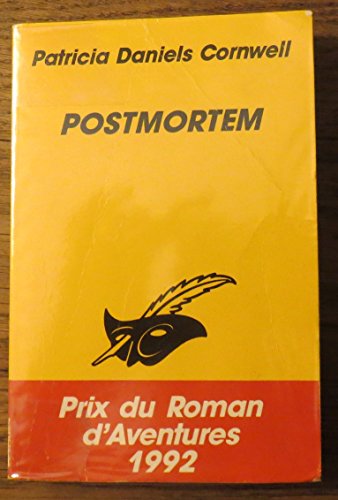 Patricia Daniels Cornwell
POSTMORTEM
Prix du Roman
d'Aventures
1992